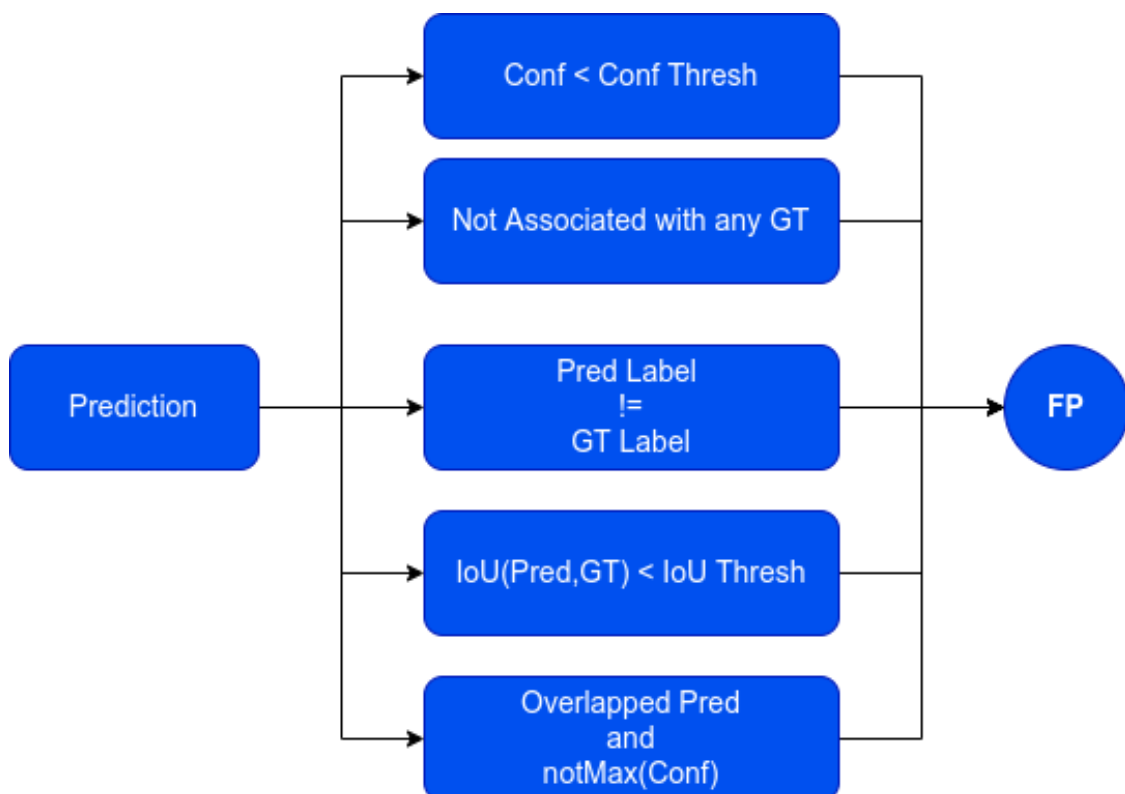 Conf < Conf Thresh
Not Associated with any GT
Prediction
Pred Label
!=
GT Label
FP
IoU(Pred,GT) < IoU Thresh
Overlapped Pred
and
notMax(Conf)